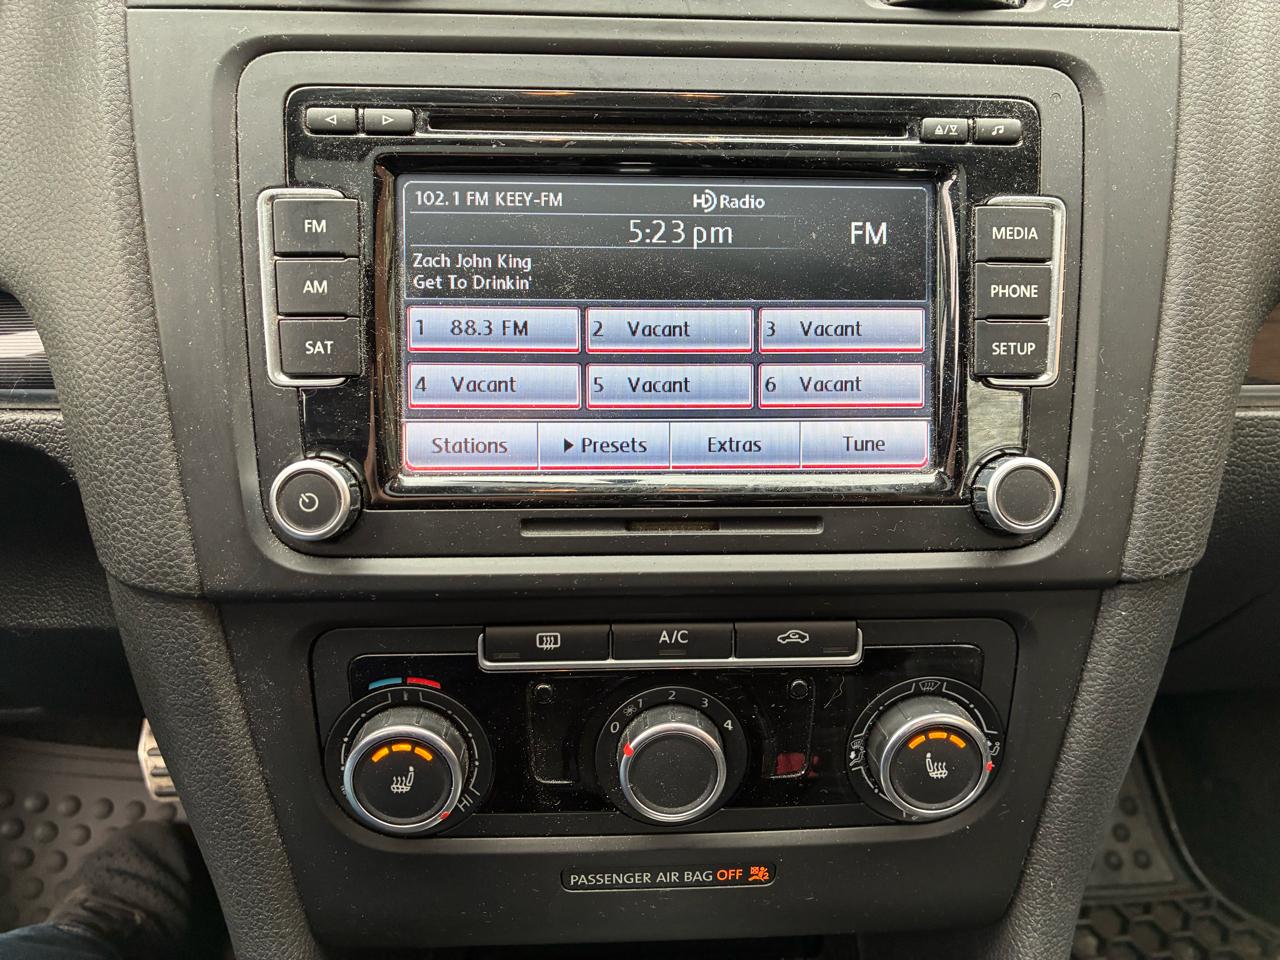 102.1 FM KEEY-FM
HD Radio
5:23 pm
FM
Zach John King
Get To Drinkin'
FM
AM
SAT
MEDIA
PHONE
SETUP
1 88.3 FM
2 Vacant
3 Vacant
4 Vacant
5 Vacant
6 Vacant
Stations
Presets
Extras
Tune
A/C
0 1 2 3 4
HI
PASSENGER AIR BAG OFF